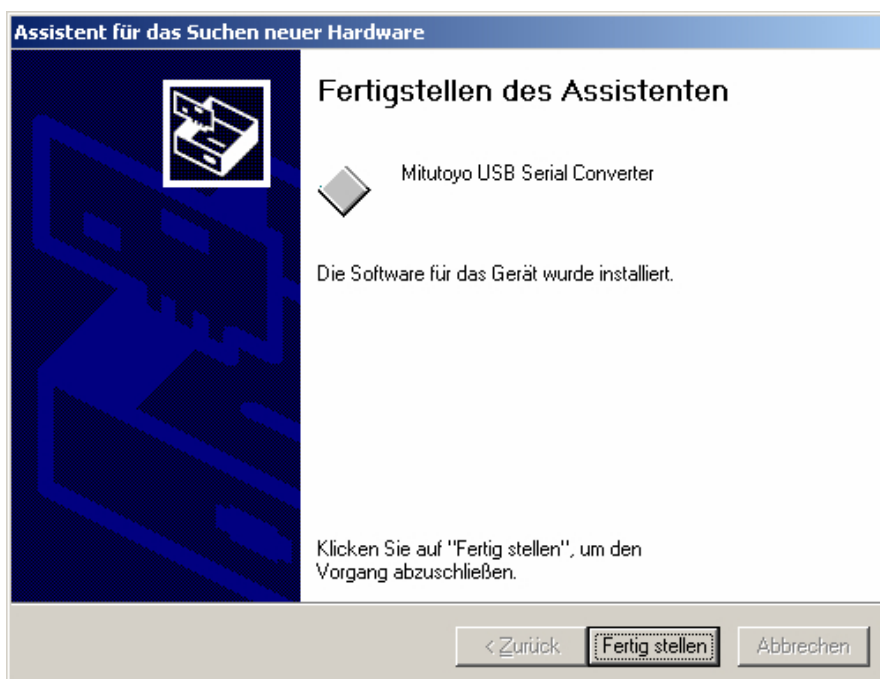 Assistent für das Suchen neuer Hardware
Fertigstellen des Assistenten
Mitutoyo USB Serial Converter
Die Software für das Gerät wurde installiert.
Klicken Sie auf "Fertig stellen", um den
Vorgang abzuschließen.
< Zurück
Fertig stellen
Abbrechen